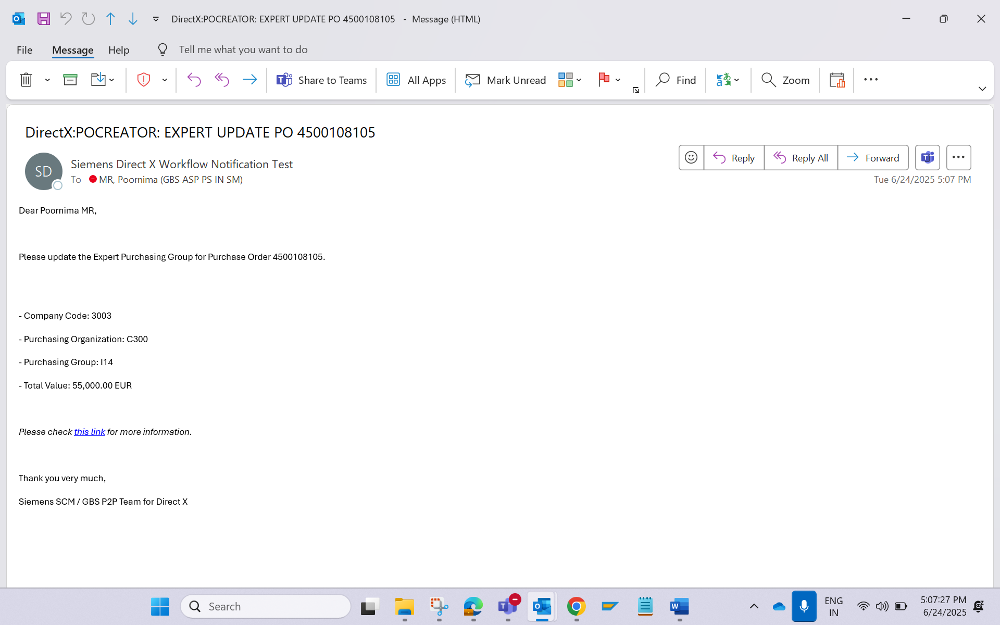 DirectX:POCREATOR: EXPERT UPDATE PO 4500108105 - Message (HTML)
File Message Help Tell me what you want to do
Share to Teams All Apps Mark Unread Find Zoom
DirectX:POCREATOR: EXPERT UPDATE PO 4500108105
SD
Siemens Direct X Workflow Notification Test
To MR, Poornima (GBS ASP PS IN SM)
Reply Reply All Forward
Tue 6/24/2025 5:07 PM
Dear Poornima MR,
Please update the Expert Purchasing Group for Purchase Order 4500108105.
- Company Code: 3003
- Purchasing Organization: C300
- Purchasing Group: I14
- Total Value: 55,000.00 EUR
Please check this link for more information.
Thank you very much,
Siemens SCM / GBS P2P Team for Direct X
Search
ENG
IN
5:07:27 PM
6/24/2025